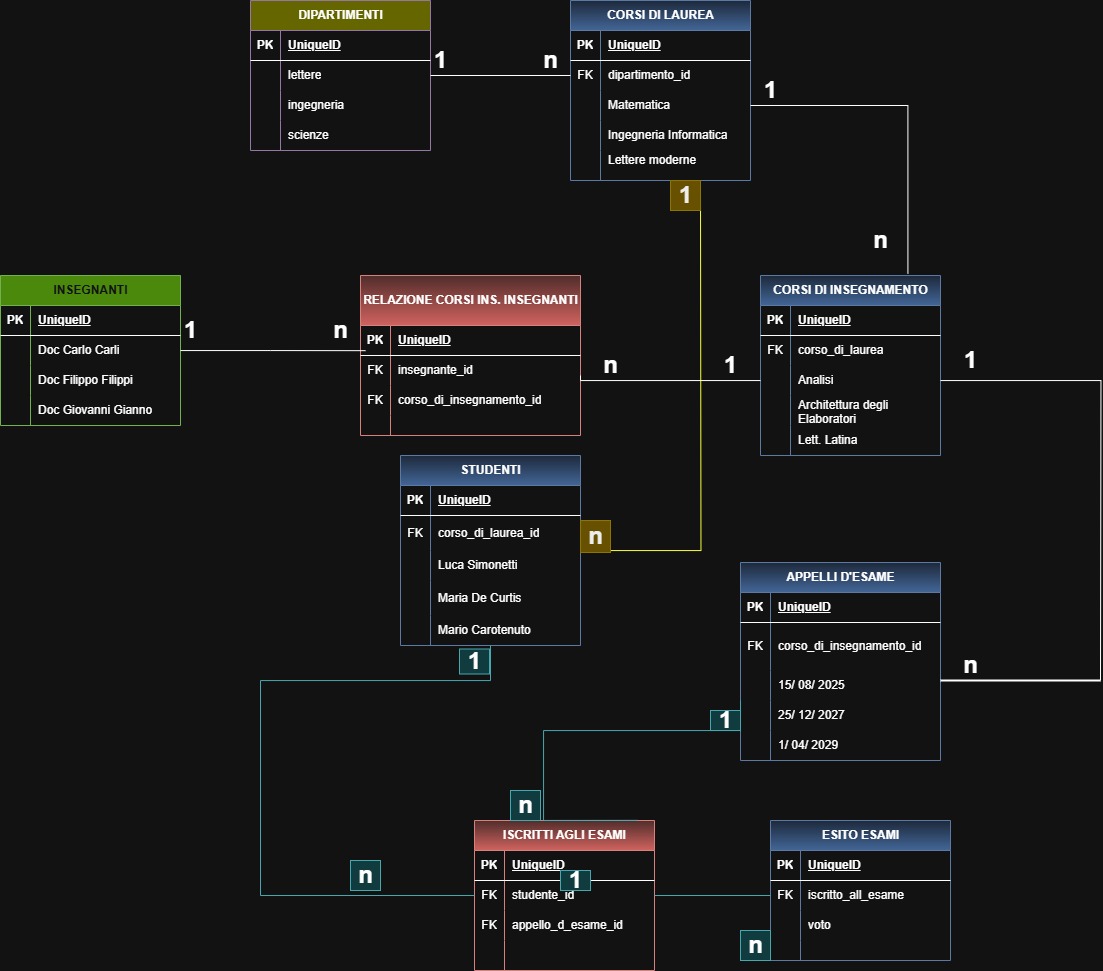 DIPARTIMENTI
PK UniqueID
lettere
ingegneria
scienze
1
n
CORSI DI LAUREA
PK UniqueID
FK dipartimento_id
Matematica
Ingegneria Informatica
Lettere moderne
1
n
1
INSEGNANTI
PK UniqueID
Doc Carlo Carli
Doc Filippo Filippi
Doc Giovanni Gianno
1
n
RELAZIONE CORSI INS. INSEGNANTI
PK UniqueID
FK insegnante_id
FK corso_di_insegnamento_id
n
1
CORSI DI INSEGNAMENTO
PK UniqueID
FK corso_di_laurea
Analisi
Architettura degli
Elaboratori
Lett. Latina
1
STUDENTI
PK UniqueID
FK corso_di_laurea_id
Luca Simonetti
Maria De Curtis
Mario Carotenuto
n
1
APPELLI D'ESAME
PK UniqueID
FK corso_di_insegnamento_id
15/ 08/ 2025
25/ 12/ 2027
1/ 04/ 2029
n
1
n
n
ISCRITTI AGLI ESAMI
PK UniqueID
1
FK studente_id
FK appello_d_esame_id
ESITO ESAMI
PK UniqueID
FK iscritto_all_esame
voto
n